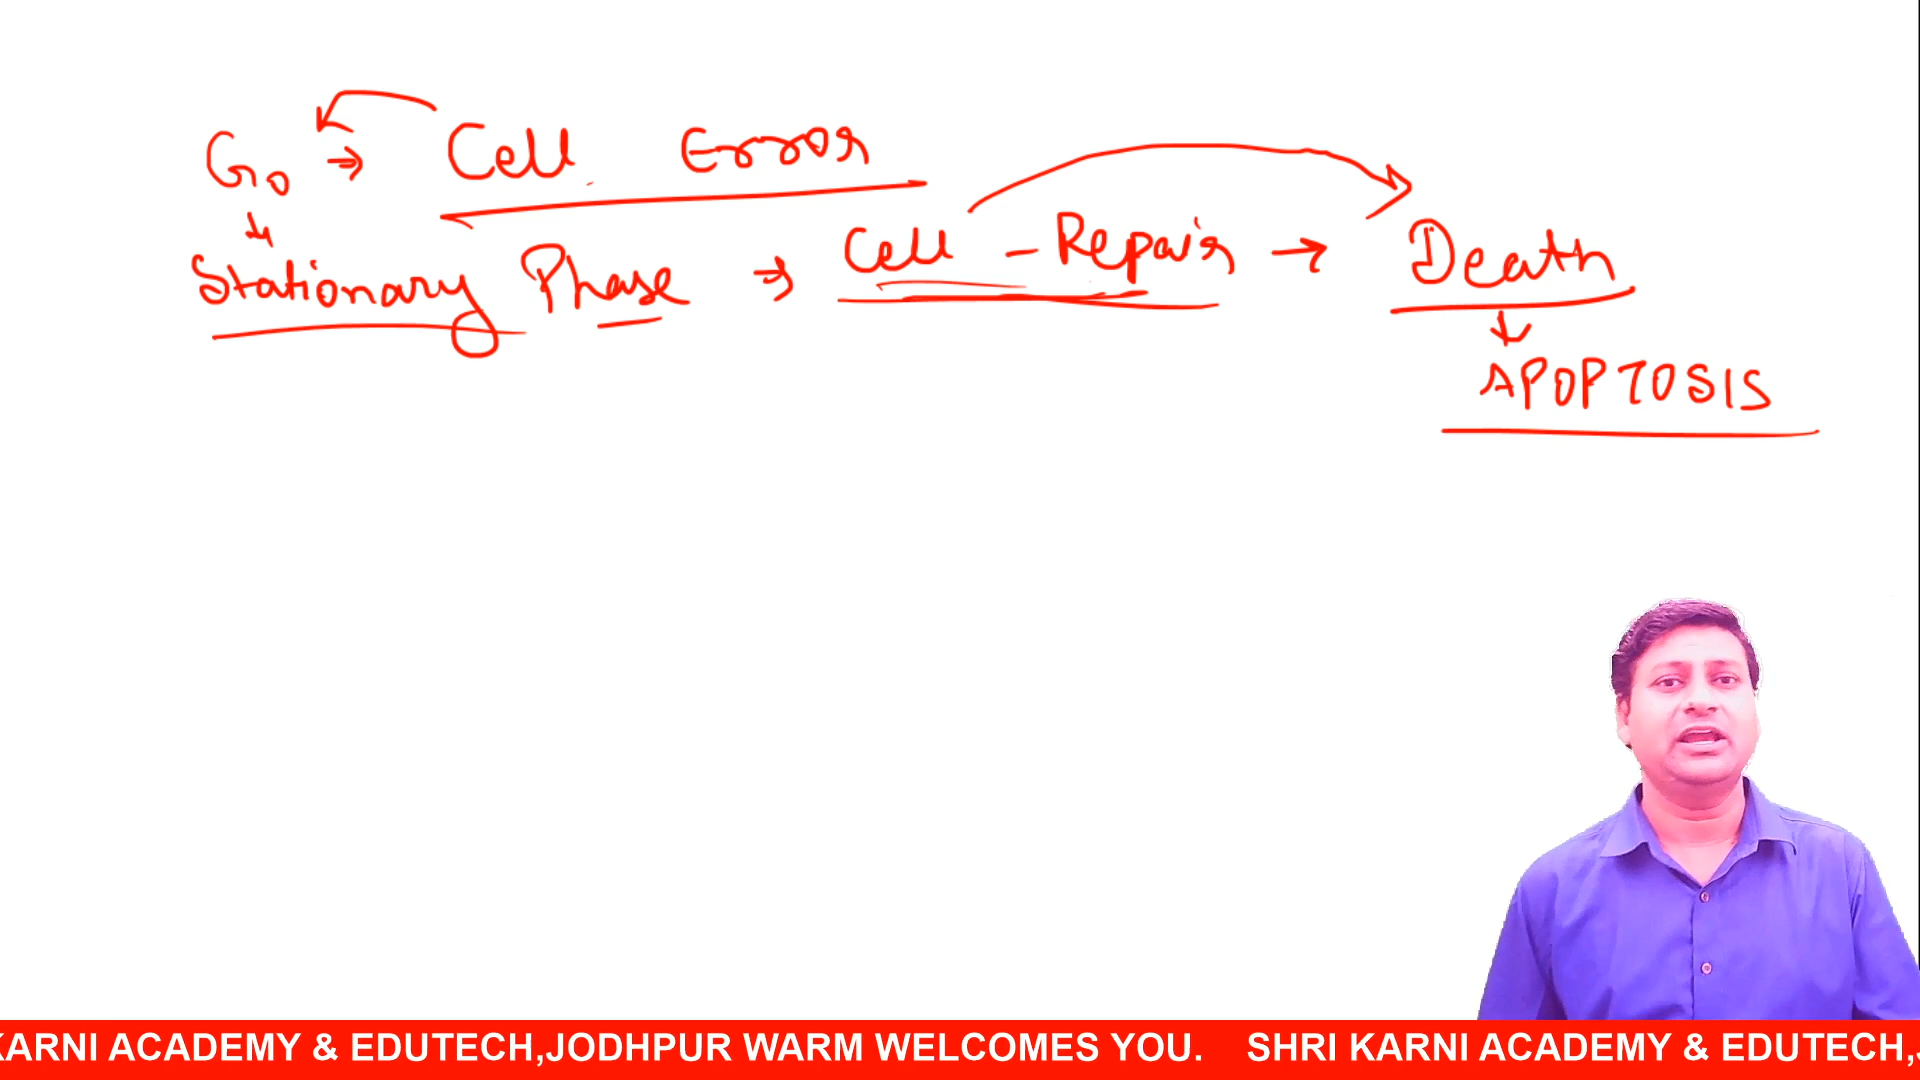 G0 → Cell Error
↓
Stationary Phase → Cell - Repair → Death
↓
APOPTOSIS
KARNI ACADEMY & EDUTECH,JODHPUR WARM WELCOMES YOU. SHRI KARNI ACADEMY & EDUTECH,